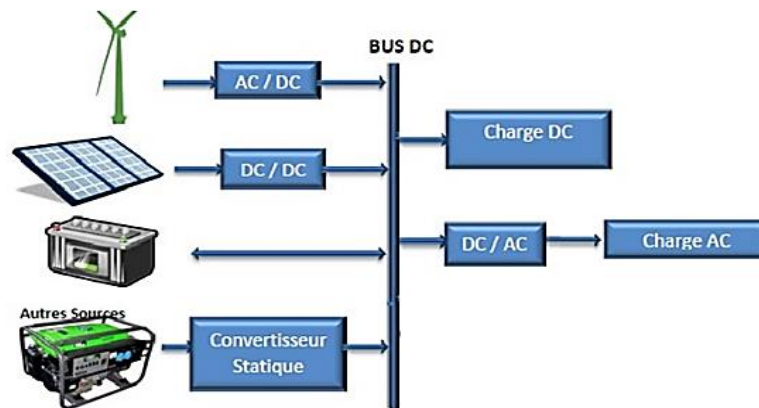 BUS DC
AC / DC
Charge DC
DC / DC
DC / AC
Charge AC
Autres Sources
Convertisseur
Statique